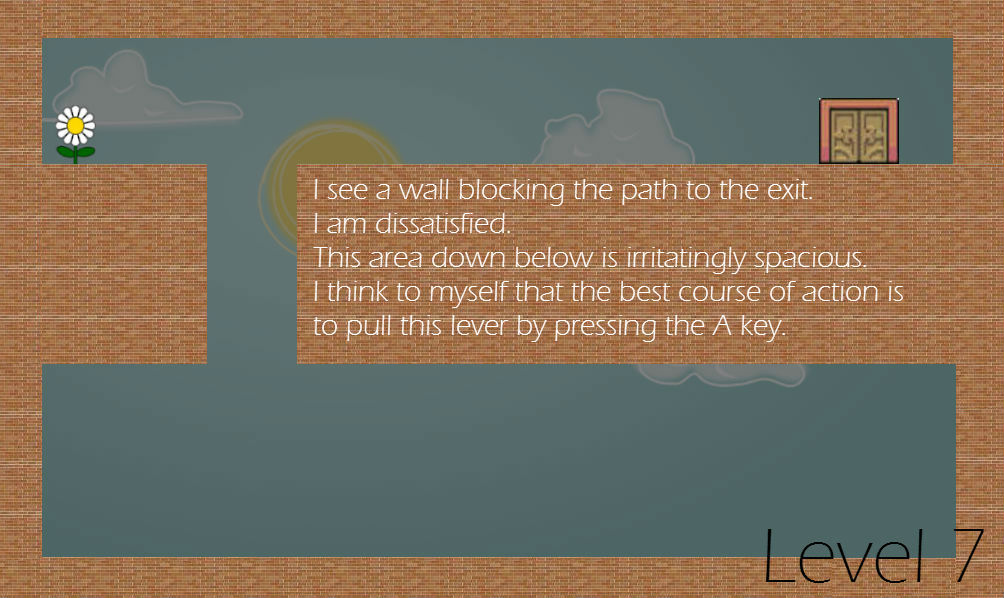 I see a wall blocking the path to the exit.
I am dissatisfied.
This area down below is irritatingly spacious.
I think to myself that the best course of action is
to pull this lever by pressing the A key.
Level 7